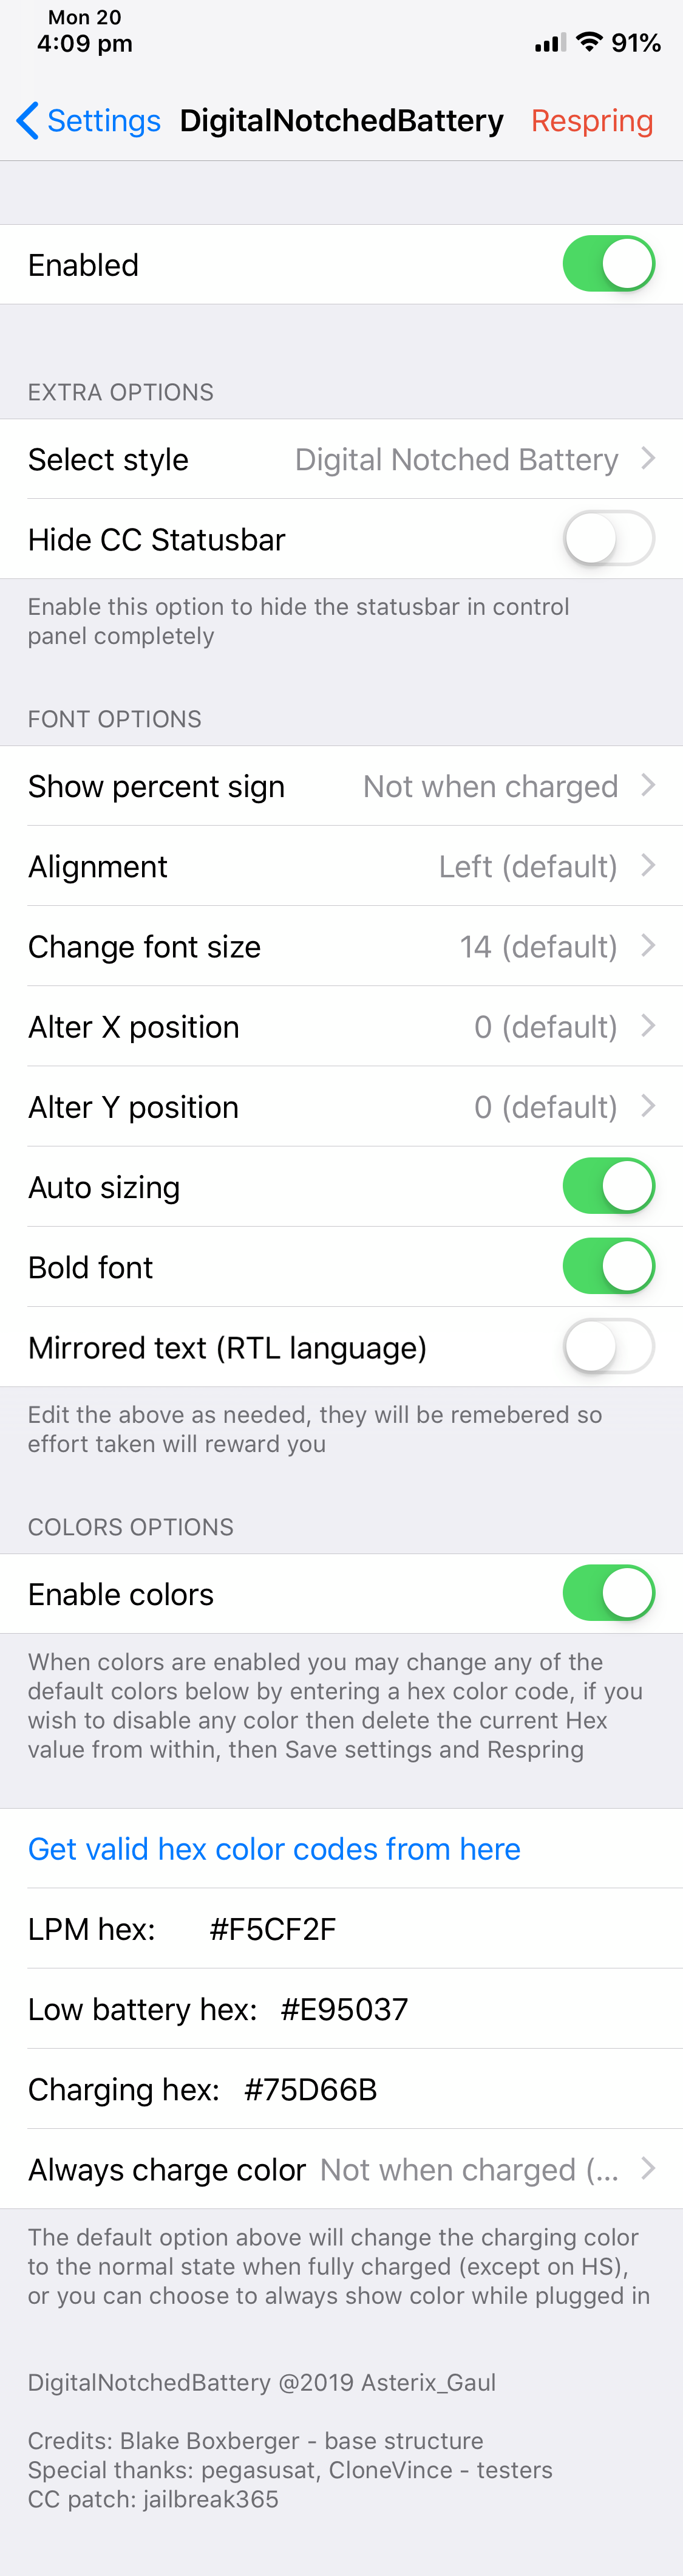 Mon 20
4:09 pm 91%
Settings DigitalNotchedBattery Respring
Enabled
EXTRA OPTIONS
Select style Digital Notched Battery
Hide CC Statusbar
Enable this option to hide the statusbar in control
panel completely
FONT OPTIONS
Show percent sign Not when charged
Alignment Left (default)
Change font size 14 (default)
Alter X position 0 (default)
Alter Y position 0 (default)
Auto sizing
Bold font
Mirrored text (RTL language)
Edit the above as needed, they will be remebered so
effort taken will reward you
COLORS OPTIONS
Enable colors
When colors are enabled you may change any of the
default colors below by entering a hex color code, if you
wish to disable any color then delete the current Hex
value from within, then Save settings and Respring
Get valid hex color codes from here
LPM hex: #F5CF2F
Low battery hex: #E95037
Charging hex: #75D66B
Always charge color Not when charged (...
The default option above will change the charging color
to the normal state when fully charged (except on HS),
or you can choose to always show color while plugged in
DigitalNotchedBattery @2019 Asterix_Gaul
Credits: Blake Boxberger - base structure
Special thanks: pegasusat, CloneVince - testers
CC patch: jailbreak365